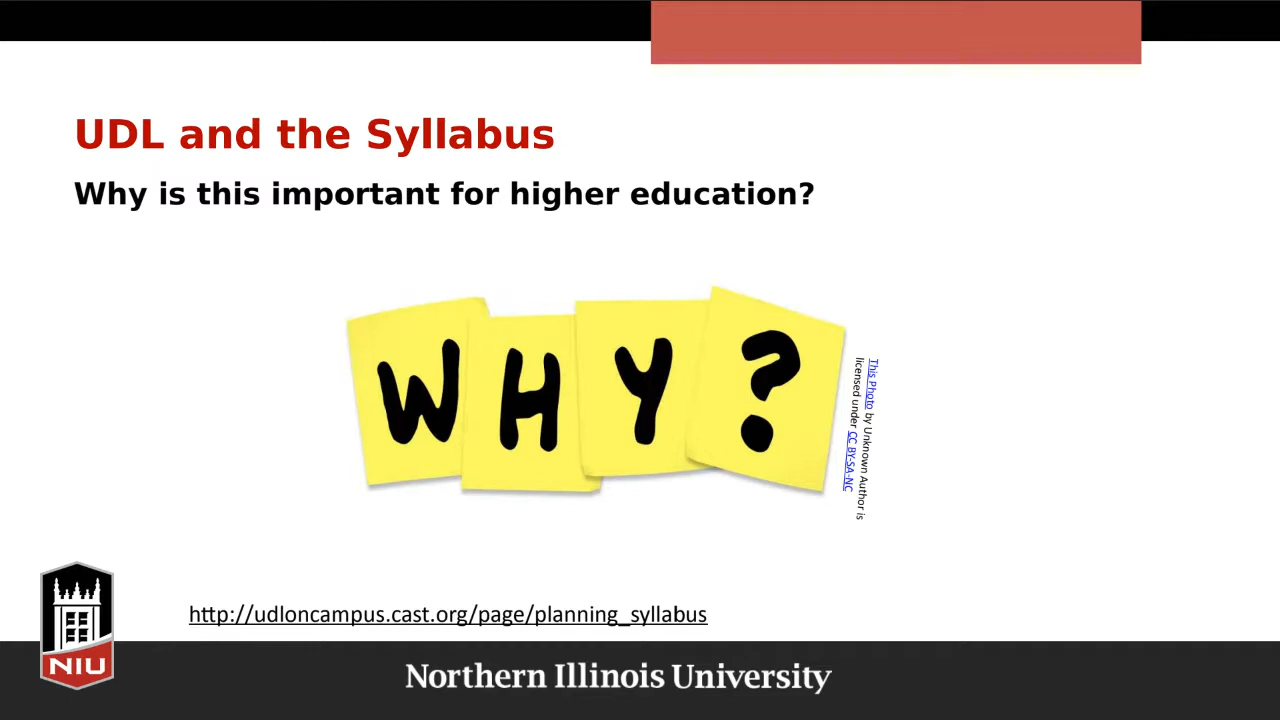 UDL and the Syllabus
Why is this important for higher education?
WHY?
This Photo by Unknown Author is
licensed under CC BY-SA-NC
http://udloncampus.cast.org/page/planning_syllabus
NIU
Northern Illinois University